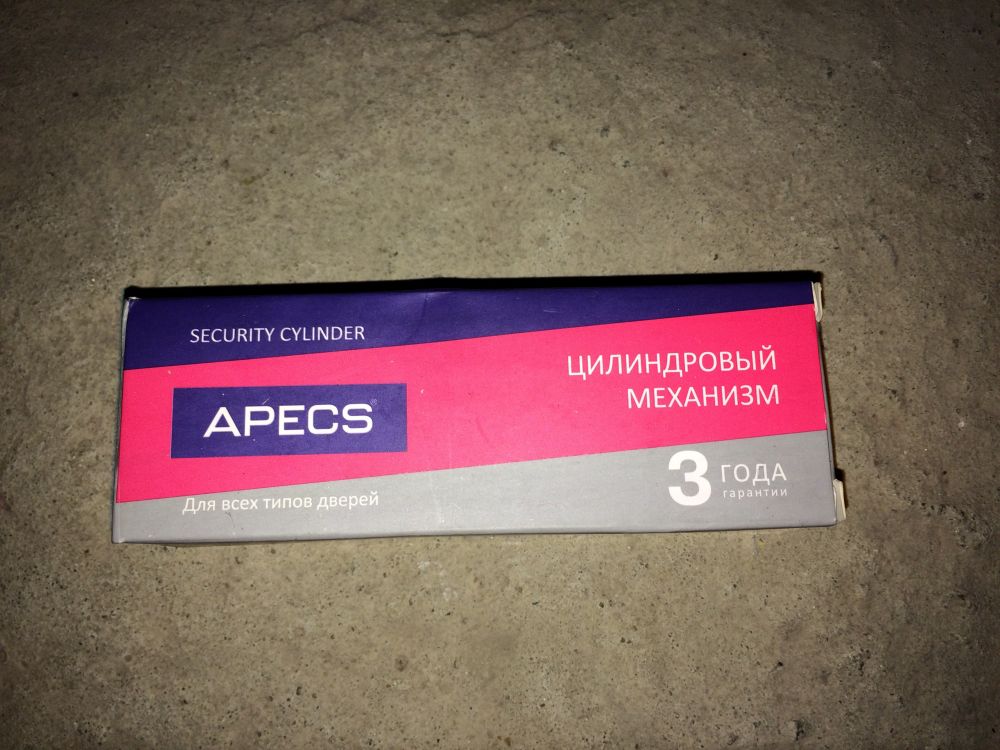 SECURITY CYLINDER
ЦИЛИНДРОВЫЙ
МЕХАНИЗМ
APECS®
Для всех типов дверей
3 ГОДА
гарантии